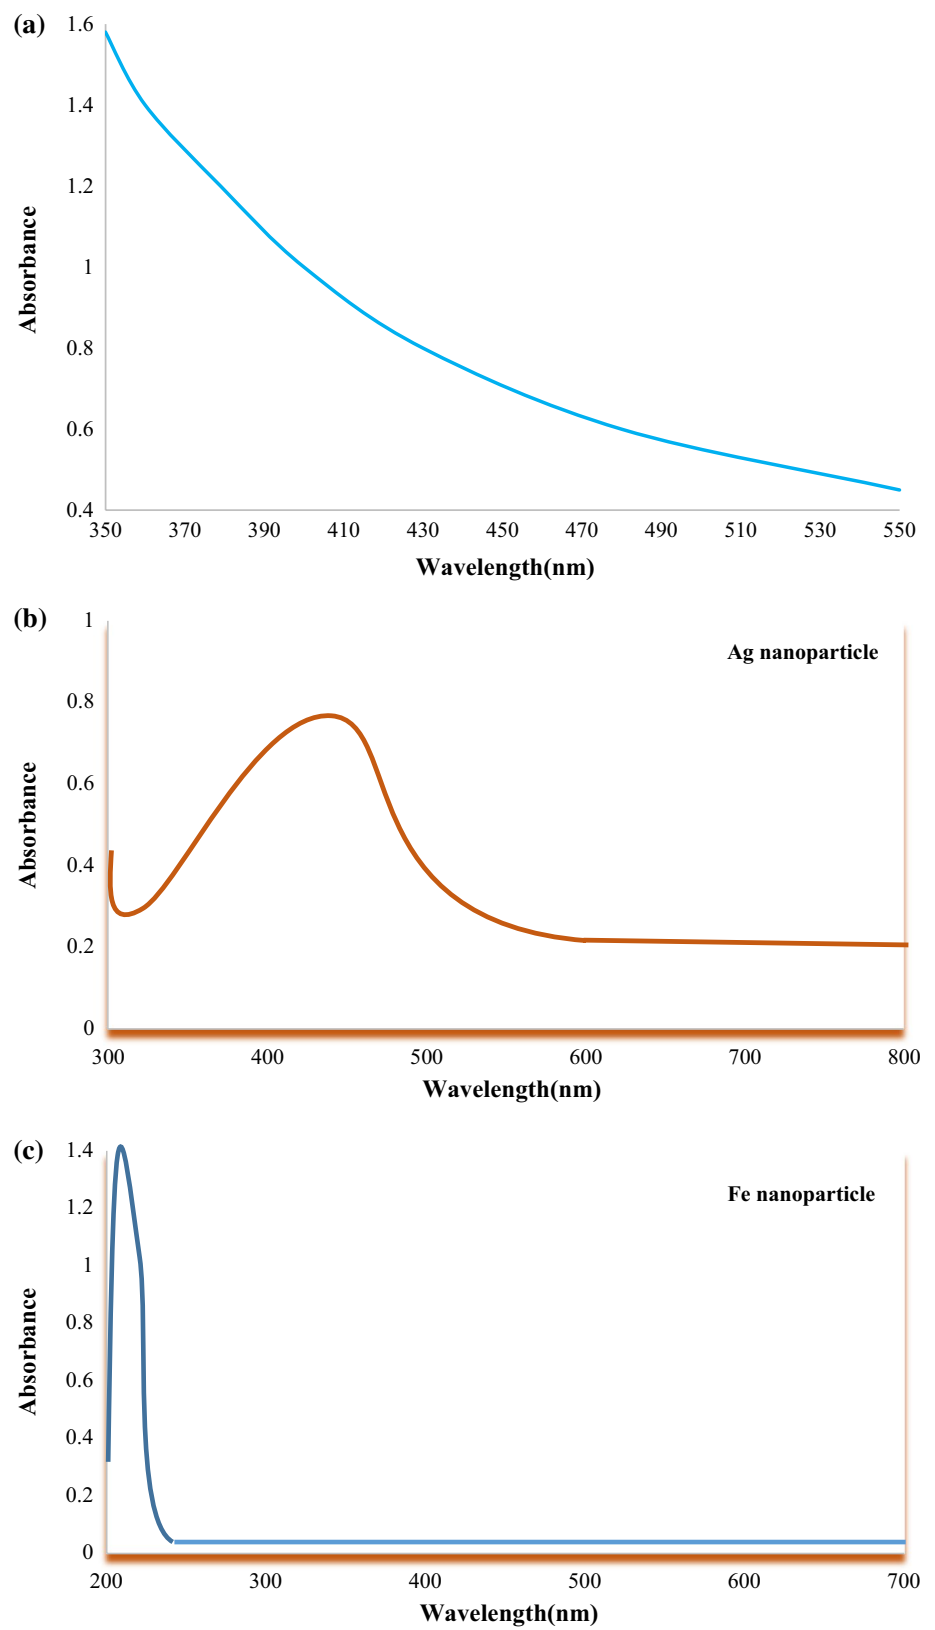 (a)
1.6
1.4
1.2
1
0.8
0.6
0.4
Absorbance
350 370 390 410 430 450 470 490 510 530 550
Wavelength(nm)
(b)
1
0.8
0.6
0.4
0.2
0
Absorbance
Ag nanoparticle
300 400 500 600 700 800
Wavelength(nm)
(c)
1.4
1.2
1
0.8
0.6
0.4
0.2
0
Absorbance
Fe nanoparticle
200 300 400 500 600 700
Wavelength(nm)